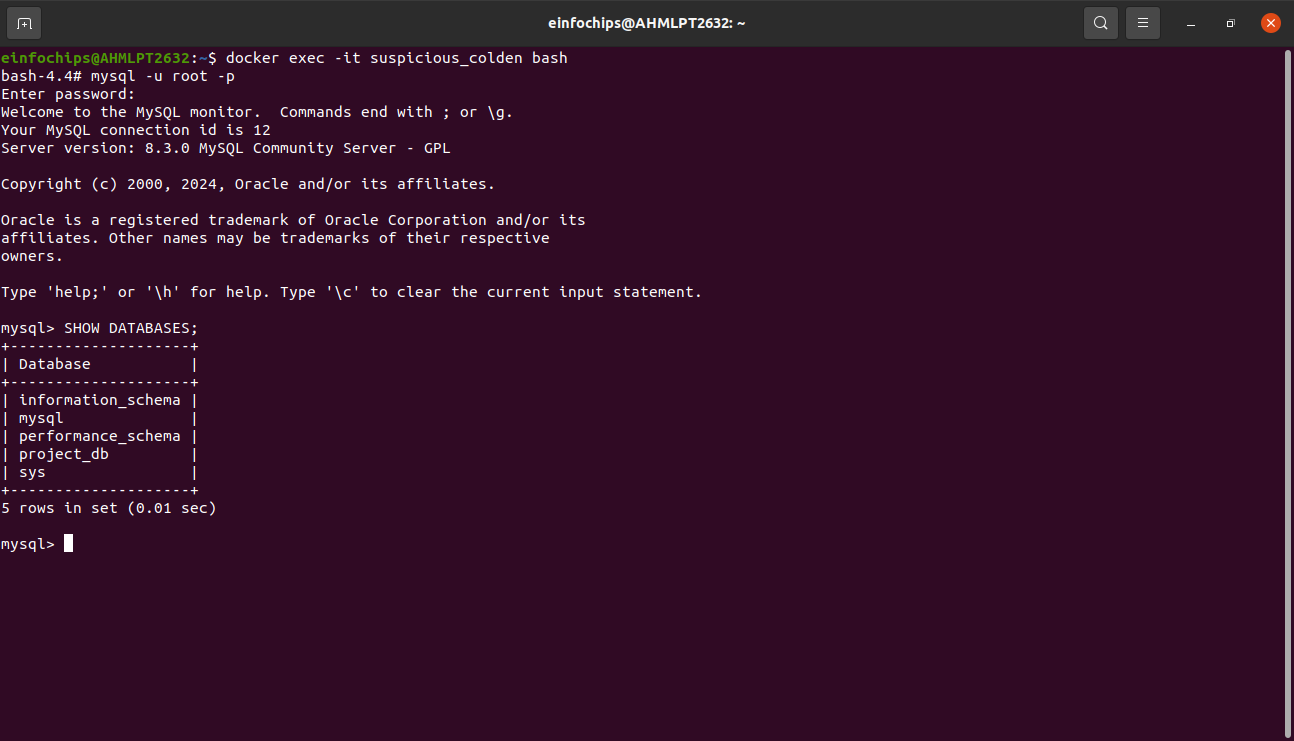 einfochips@AHMLPT2632: ~
einfochips@AHMLPT2632:~$ docker exec -it suspicious_colden bash
bash-4.4# mysql -u root -p
Enter password:
Welcome to the MySQL monitor.  Commands end with ; or \g.
Your MySQL connection id is 12
Server version: 8.3.0 MySQL Community Server - GPL
Copyright (c) 2000, 2024, Oracle and/or its affiliates.
Oracle is a registered trademark of Oracle Corporation and/or its
affiliates. Other names may be trademarks of their respective
owners.
Type 'help;' or '\h' for help. Type '\c' to clear the current input statement.
mysql> SHOW DATABASES;
+--------------------+
| Database           |
+--------------------+
| information_schema |
| mysql              |
| performance_schema |
| project_db         |
| sys                |
+--------------------+
5 rows in set (0.01 sec)
mysql>